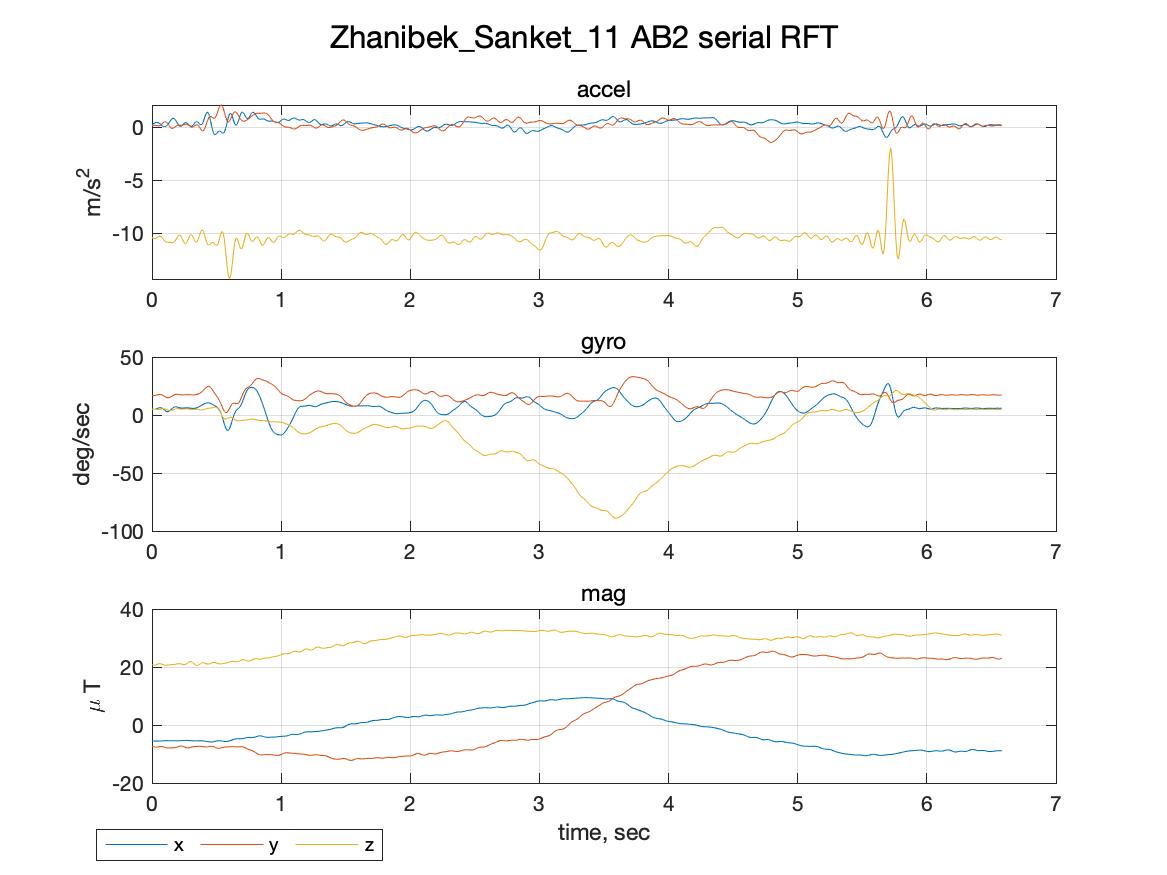 Zhanibek_Sanket_11 AB2 serial RFT
accel
m/s²
0
-5
-10
0 1 2 3 4 5 6 7
gyro
deg/sec
50
0
-50
-100
0 1 2 3 4 5 6 7
mag
μ T
40
20
0
-20
0 1 2 3 4 5 6 7
time, sec
x y z